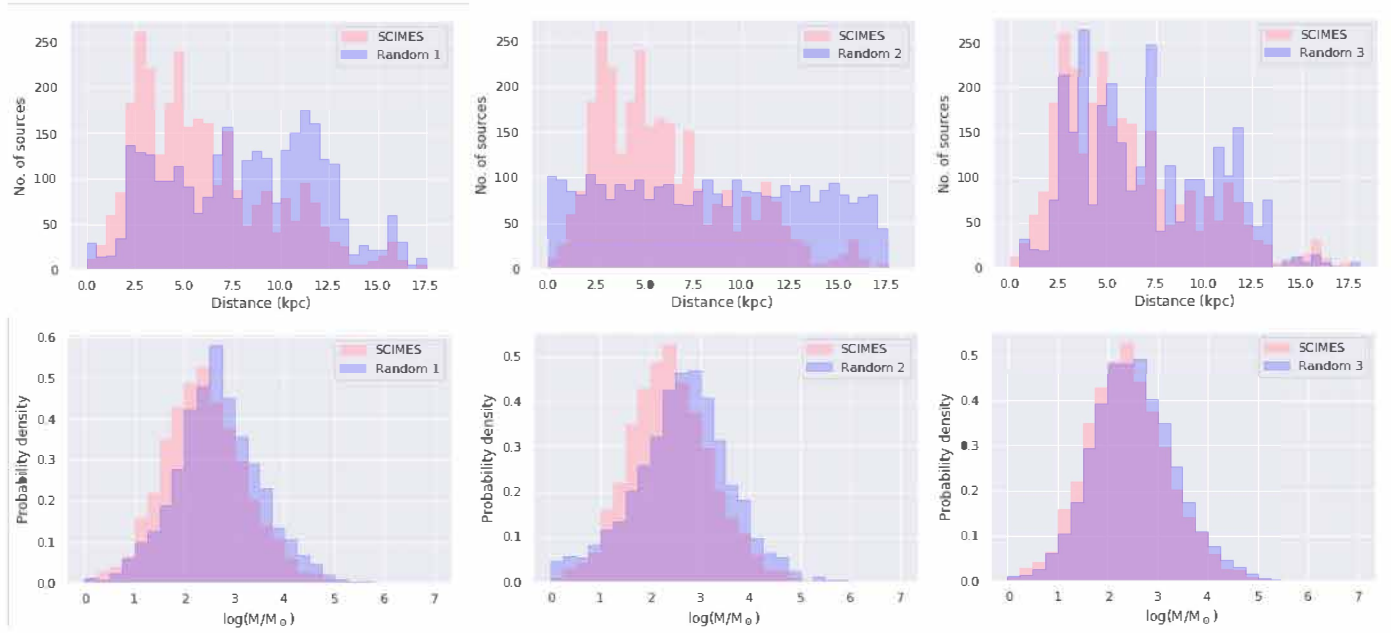 SCIMES
Random 1
No. of sources
250
200
150
100
50
0
0.0 2.5 5.0 7.5 10.0 12.5 15.0 17.5
Distance (kpc)
SCIMES
Random 2
No. of sources
250
200
150
100
50
0
0.0 2.5 5.0 7.5 10.0 12.5 15.0 17.5
Distance (kpc)
SCIMES
Random 3
No. of sources
250
200
150
100
50
0
0.0 2.5 5.0 7.5 10.0 12.5 15.0 17.5
Distance (kpc)
SCIMES
Random 1
Probability density
0.6
0.5
0.4
0.3
0.2
0.1
0.0
0 1 2 3 4 5 6 7
log(M/M⊙)
SCIMES
Random 2
Probability density
0.5
0.4
0.3
0.2
0.1
0.0
0 1 2 3 4 5 6 7
log(M/M⊙)
SCIMES
Random 3
Probability density
0.5
0.4
0.3
0.2
0.1
0.0
0 1 2 3 4 5 6 7
log(M/M⊙)